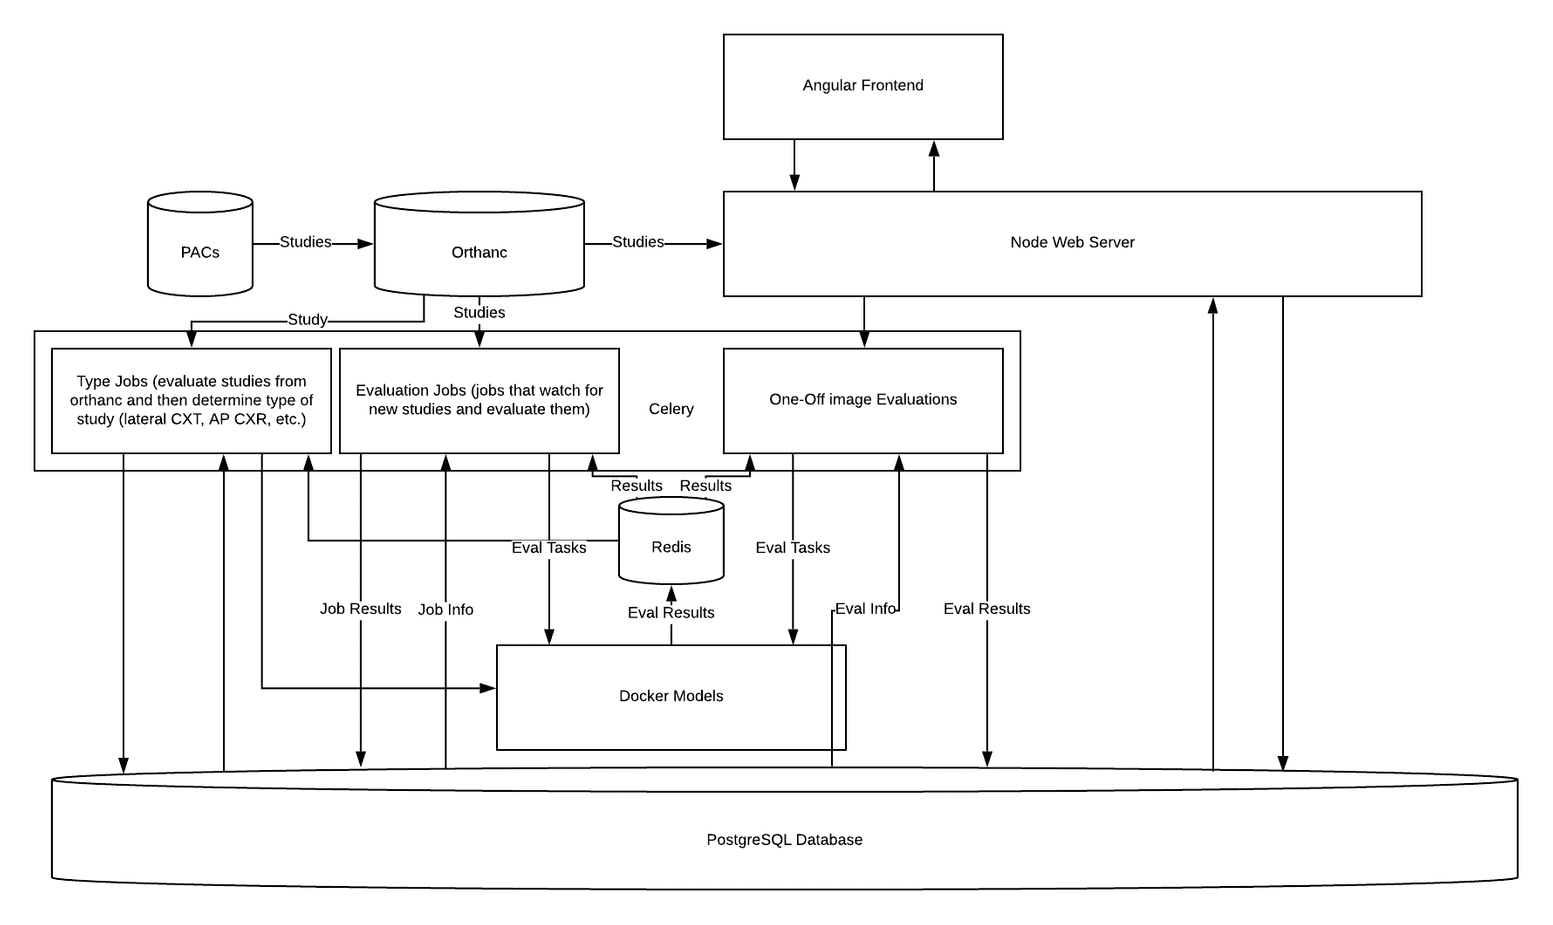 Angular Frontend
PACs
Studies
Orthanc
Studies
Node Web Server
Study
Studies
Type Jobs (evaluate studies from
orthanc and then determine type of
study (lateral CXT, AP CXR, etc.)
Evaluation Jobs (jobs that watch for
new studies and evaluate them)
Celery
One-Off image Evaluations
Results
Results
Eval Tasks
Redis
Eval Tasks
Job Results
Job Info
Eval Results
Eval Info
Eval Results
Docker Models
PostgreSQL Database